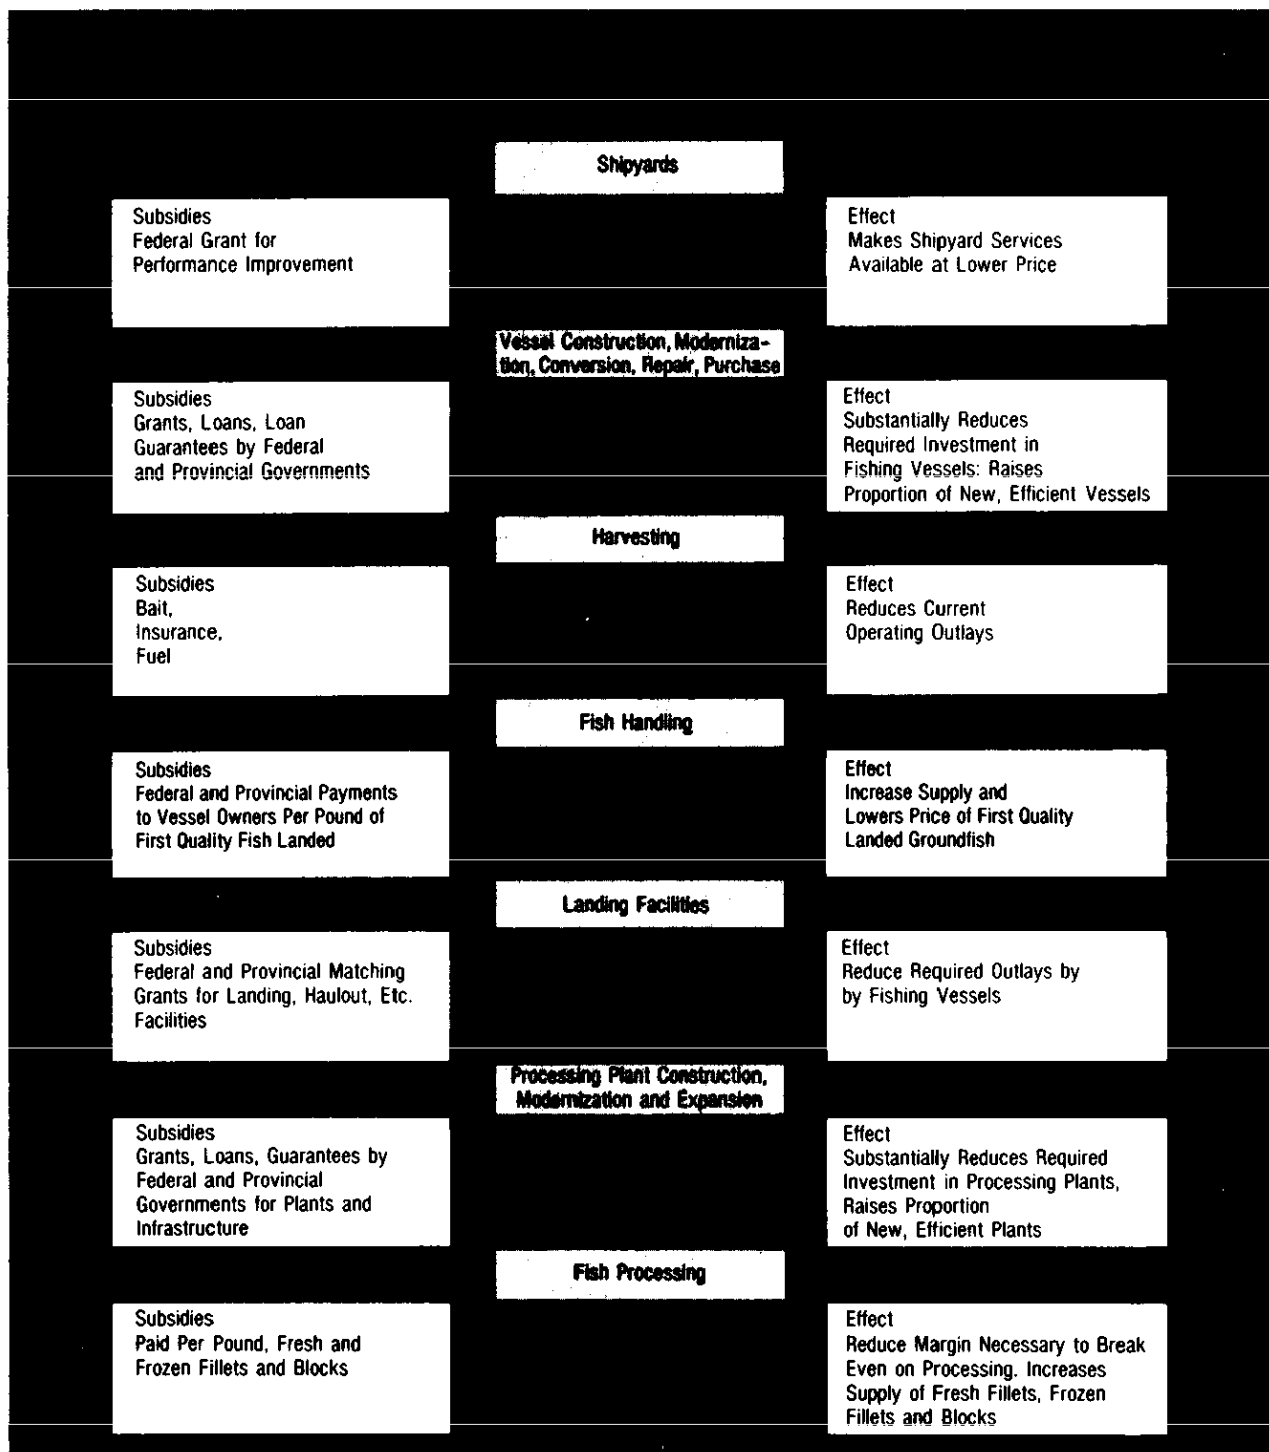 Shipyards
Subsidies
Federal Grant for
Performance Improvement
Effect
Makes Shipyard Services
Available at Lower Price
Vessel Construction, Moderniza-
tion, Conversion, Repair, Purchase
Subsidies
Grants, Loans, Loan
Guarantees by Federal
and Provincial Governments
Effect
Substantially Reduces
Required Investment in
Fishing Vessels: Raises
Proportion of New, Efficient Vessels
Harvesting
Subsidies
Bait,
Insurance,
Fuel
Effect
Reduces Current
Operating Outlays
Fish Handling
Subsidies
Federal and Provincial Payments
to Vessel Owners Per Pound of
First Quality Fish Landed
Effect
Increase Supply and
Lowers Price of First Quality
Landed Groundfish
Landing Facilities
Subsidies
Federal and Provincial Matching
Grants for Landing, Haulout, Etc.
Facilities
Effect
Reduce Required Outlays by
by Fishing Vessels
Processing Plant Construction,
Modernization and Expansion
Subsidies
Grants, Loans, Guarantees by
Federal and Provincial
Governments for Plants and
Infrastructure
Effect
Substantially Reduces Required
Investment in Processing Plants,
Raises Proportion
of New, Efficient Plants
Fish Processing
Subsidies
Paid Per Pound, Fresh and
Frozen Fillets and Blocks
Effect
Reduce Margin Necessary to Break
Even on Processing. Increases
Supply of Fresh Fillets, Frozen
Fillets and Blocks